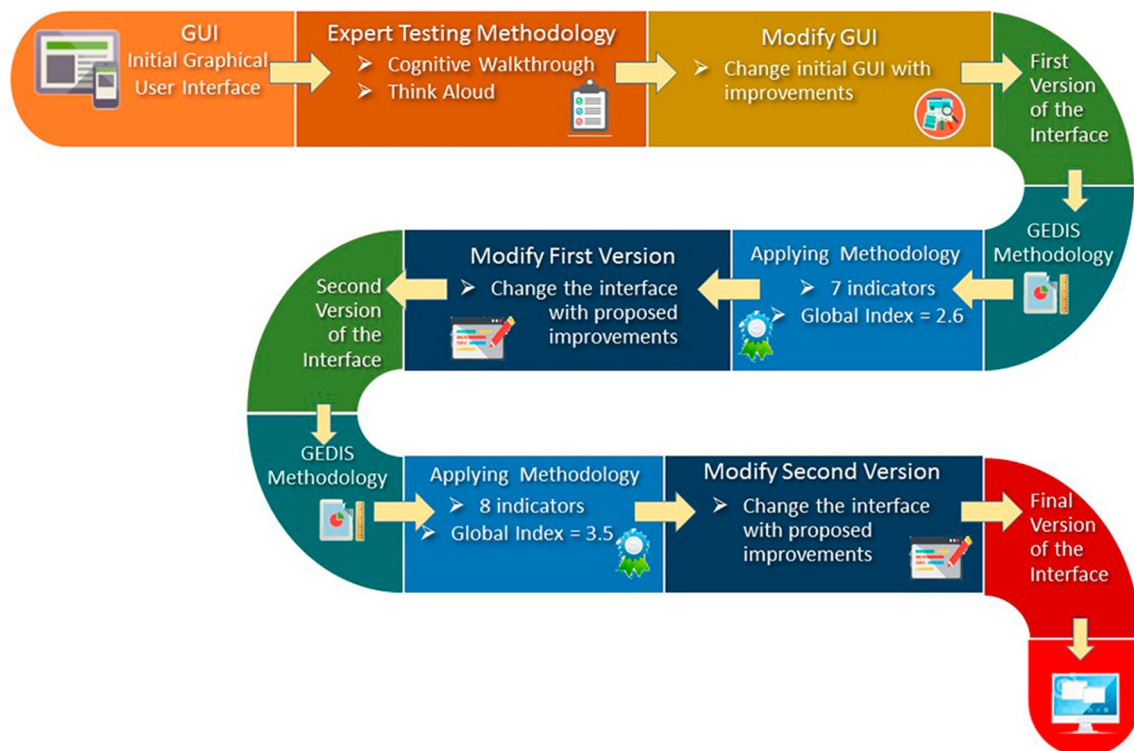 GUI
Initial Graphical
User Interface
Expert Testing Methodology
➢ Cognitive Walkthrough
➢ Think Aloud
Modify GUI
➢ Change initial GUI with
improvements
First
Version
of the
Interface
GEDIS
Methodology
Applying Methodology
➢ 7 indicators
➢ Global Index = 2.6
Modify First Version
➢ Change the interface
with proposed
improvements
Second
Version
of the
Interface
GEDIS
Methodology
Applying Methodology
➢ 8 indicators
➢ Global Index = 3.5
Modify Second Version
➢ Change the interface
with proposed
improvements
Final
Version
of the
Interface